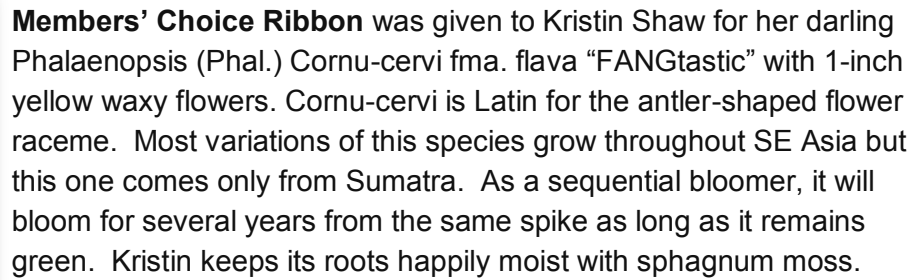 Members’ Choice Ribbon was given to Kristin Shaw for her darling
Phalaenopsis (Phal.) Cornu-cervi fma. flava “FANGtastic” with 1-inch
yellow waxy flowers. Cornu-cervi is Latin for the antler-shaped flower
raceme.  Most variations of this species grow throughout SE Asia but
this one comes only from Sumatra.  As a sequential bloomer, it will
bloom for several years from the same spike as long as it remains
green.  Kristin keeps its roots happily moist with sphagnum moss.